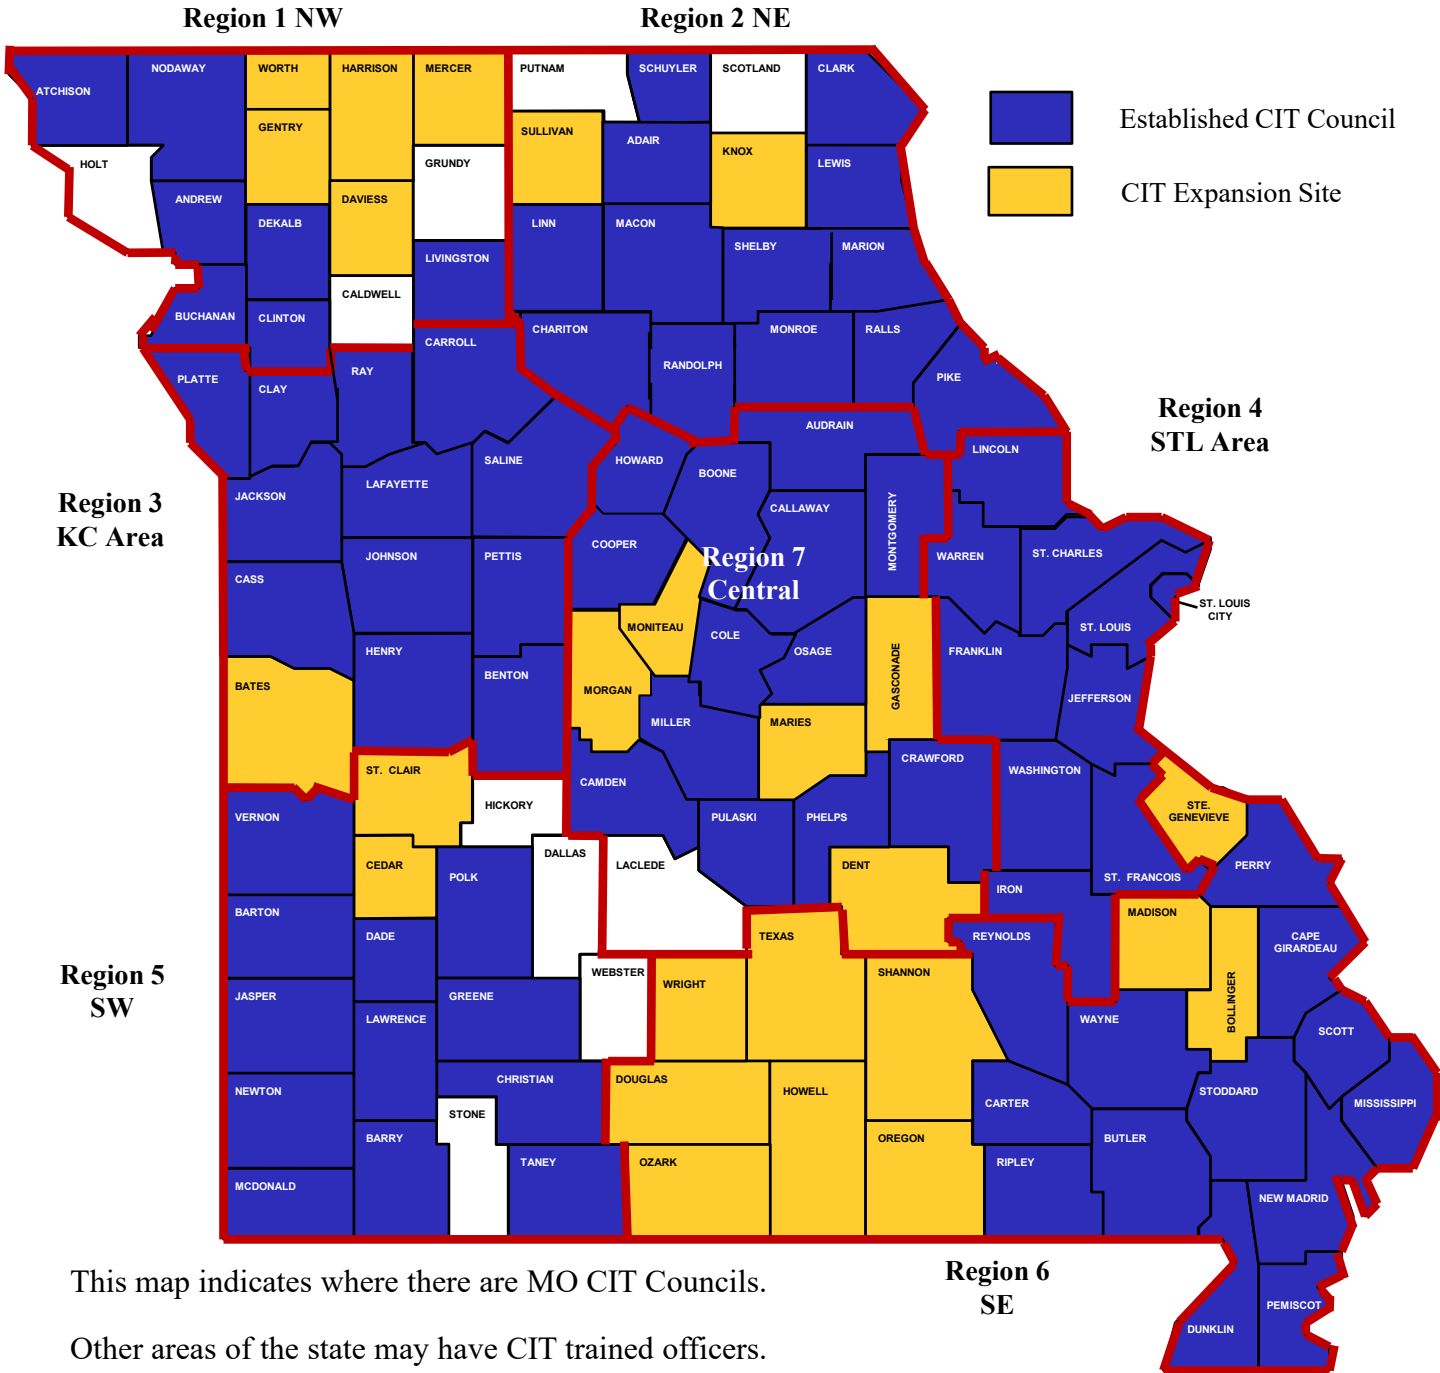 Region 1 NW
Region 2 NE
ATCHISON
NODAWAY
WORTH
HARRISON
MERCER
PUTNAM
SCHUYLER
SCOTLAND
CLARK
Established CIT Council
CIT Expansion Site
HOLT
ANDREW
GENTRY
DEKALB
DAVIESS
GRUNDY
SULLIVAN
ADAIR
KNOX
LEWIS
LINN
MACON
SHELBY
MARION
LIVINGSTON
CALDWELL
BUCHANAN
CLINTON
CARROLL
CHARITON
RANDOLPH
MONROE
RALLS
PIKE
PLATTE
CLAY
RAY
Region 4
STL Area
AUDRAIN
LINCOLN
Region 3
KC Area
JACKSON
LAFAYETTE
SALINE
HOWARD
BOONE
CALLAWAY
MONTGOMERY
WARREN
ST. CHARLES
CASS
JOHNSON
PETTIS
COOPER
Region 7
Central
ST. LOUIS
CITY
ST. LOUIS
MONITEAU
COLE
OSAGE
GASCONADE
FRANKLIN
JEFFERSON
BATES
HENRY
BENTON
MORGAN
MILLER
MARIES
CRAWFORD
WASHINGTON
ST. CLAIR
HICKORY
CAMDEN
PULASKI
PHELPS
STE.
GENEVIEVE
VERNON
CEDAR
POLK
DALLAS
LACLEDE
DENT
IRON
ST. FRANCOIS
PERRY
BARTON
DADE
TEXAS
REYNOLDS
MADISON
BOLLINGER
CAPE
GIRARDEAU
Region 5
SW
JASPER
LAWRENCE
GREENE
WEBSTER
WRIGHT
SHANNON
WAYNE
SCOTT
NEWTON
CHRISTIAN
DOUGLAS
HOWELL
CARTER
STODDARD
MISSISSIPPI
BARRY
STONE
TANEY
OZARK
OREGON
RIPLEY
BUTLER
MCDONALD
NEW MADRID
Region 6
SE
DUNKLIN
PEMISCOT
This map indicates where there are MO CIT Councils.
Other areas of the state may have CIT trained officers.